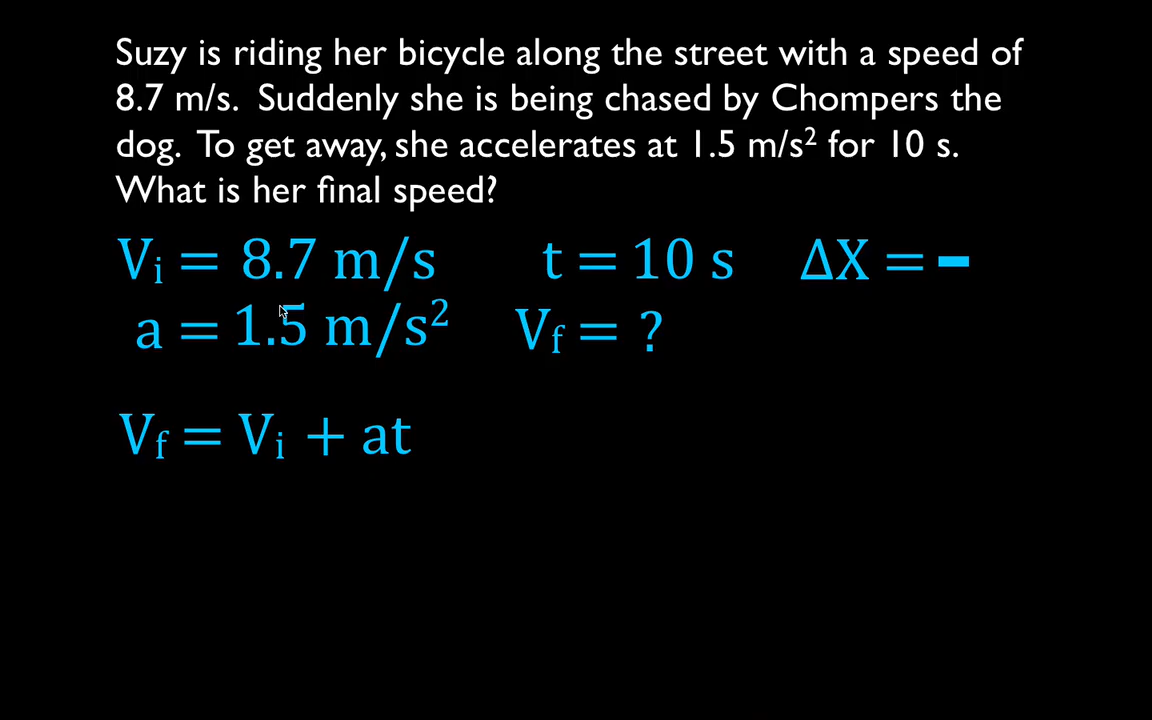 Suzy is riding her bicycle along the street with a speed of
8.7 m/s. Suddenly she is being chased by Chompers the
dog. To get away, she accelerates at 1.5 m/s² for 10 s.
What is her final speed?
Vᵢ = 8.7 m/s t = 10 s ΔX = –
a = 1.5 m/s² V_f = ?
V_f = Vᵢ + at